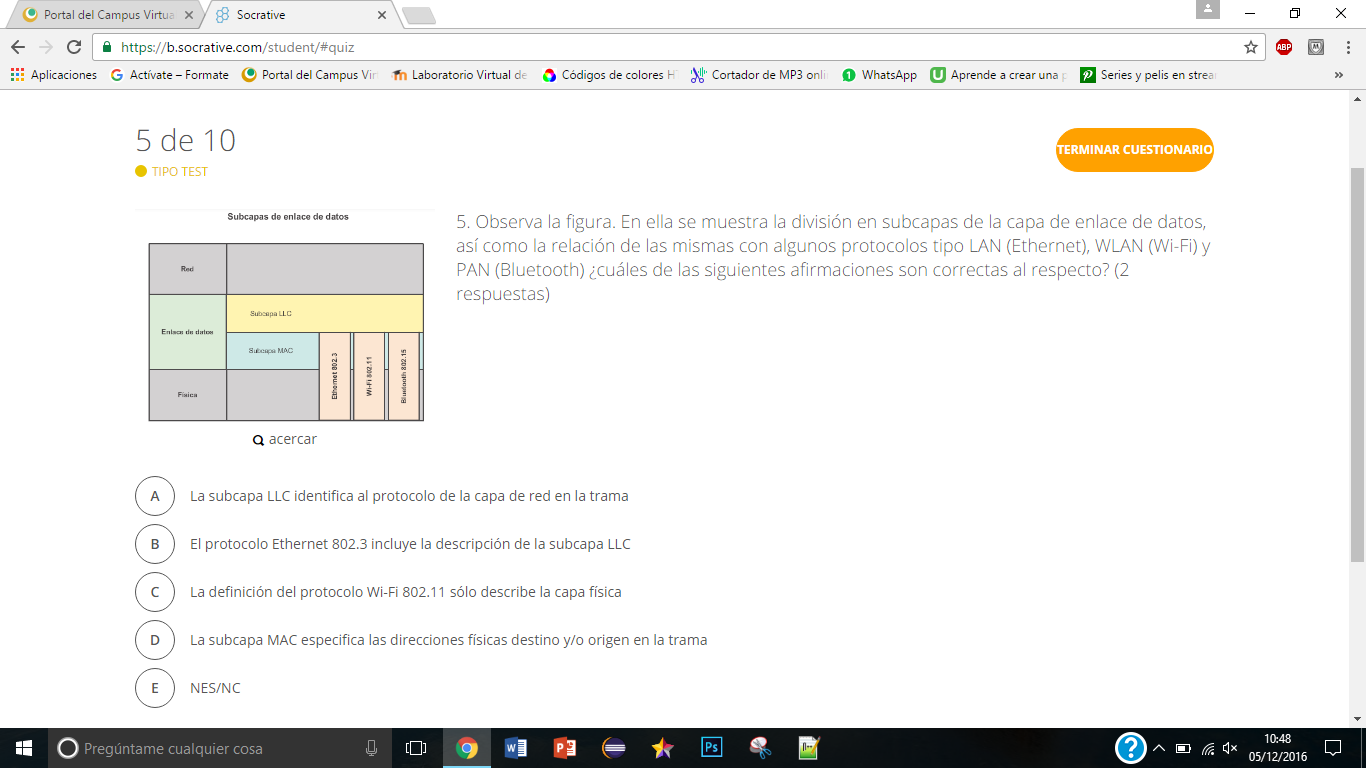 Portal del Campus Virtua
Socrative
https://b.socrative.com/student/#quiz
ABP
Aplicaciones
Actívate – Formate
Portal del Campus Vir
Laboratorio Virtual de
Códigos de colores H
Cortador de MP3 onli
WhatsApp
Aprende a crear una p
Series y pelis en strea
»
5 de 10
TERMINAR CUESTIONARIO
TIPO TEST
Subcapas de enlace de datos
Red
Enlace de datos
Subcapa LLC
Subcapa MAC
Física
Ethernet 802.3
Wi-Fi 802.11
Bluetooth 802.15
acercar
5. Observa la figura. En ella se muestra la división en subcapas de la capa de enlace de datos,
así como la relación de las mismas con algunos protocolos tipo LAN (Ethernet), WLAN (Wi-Fi) y
PAN (Bluetooth) ¿cuáles de las siguientes afirmaciones son correctas al respecto? (2
respuestas)
A La subcapa LLC identifica al protocolo de la capa de red en la trama
B El protocolo Ethernet 802.3 incluye la descripción de la subcapa LLC
C La definición del protocolo Wi-Fi 802.11 sólo describe la capa física
D La subcapa MAC especifica las direcciones físicas destino y/o origen en la trama
E NES/NC
Pregúntame cualquier cosa
10:48
05/12/2016